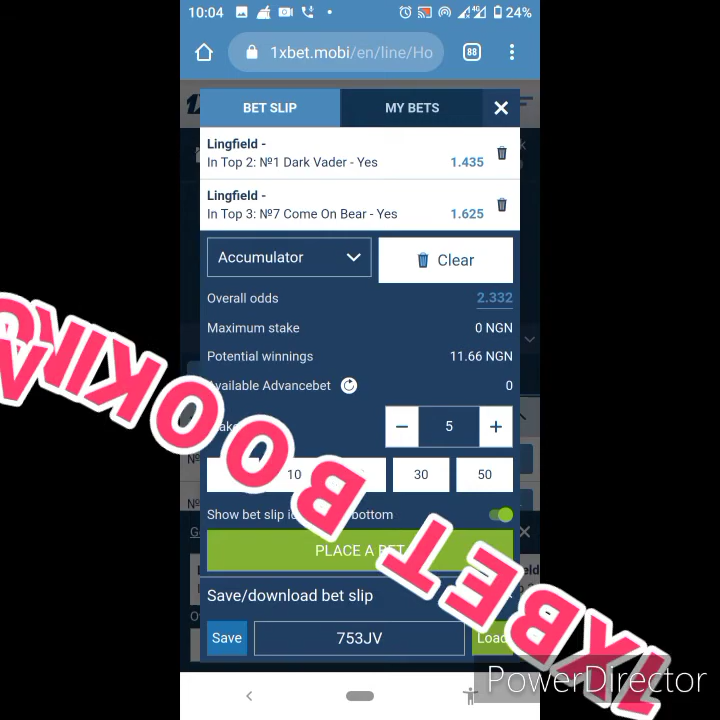 10:04
4G
24%
1xbet.mobi/en/line/Ho
88
BET SLIP
MY BETS
Lingfield -
In Top 2: №1 Dark Vader - Yes
1.435
Lingfield -
In Top 3: №7 Come On Bear - Yes
1.625
Accumulator
Clear
Overall odds
2.332
Maximum stake
0 NGN
Potential winnings
11.66 NGN
Available Advancebet
0
5
10
30
50
Show bet slip
bottom
PLACE A BET
Save/download bet slip
Save
753JV
Load
1XBET BOOKIN
PowerDirector